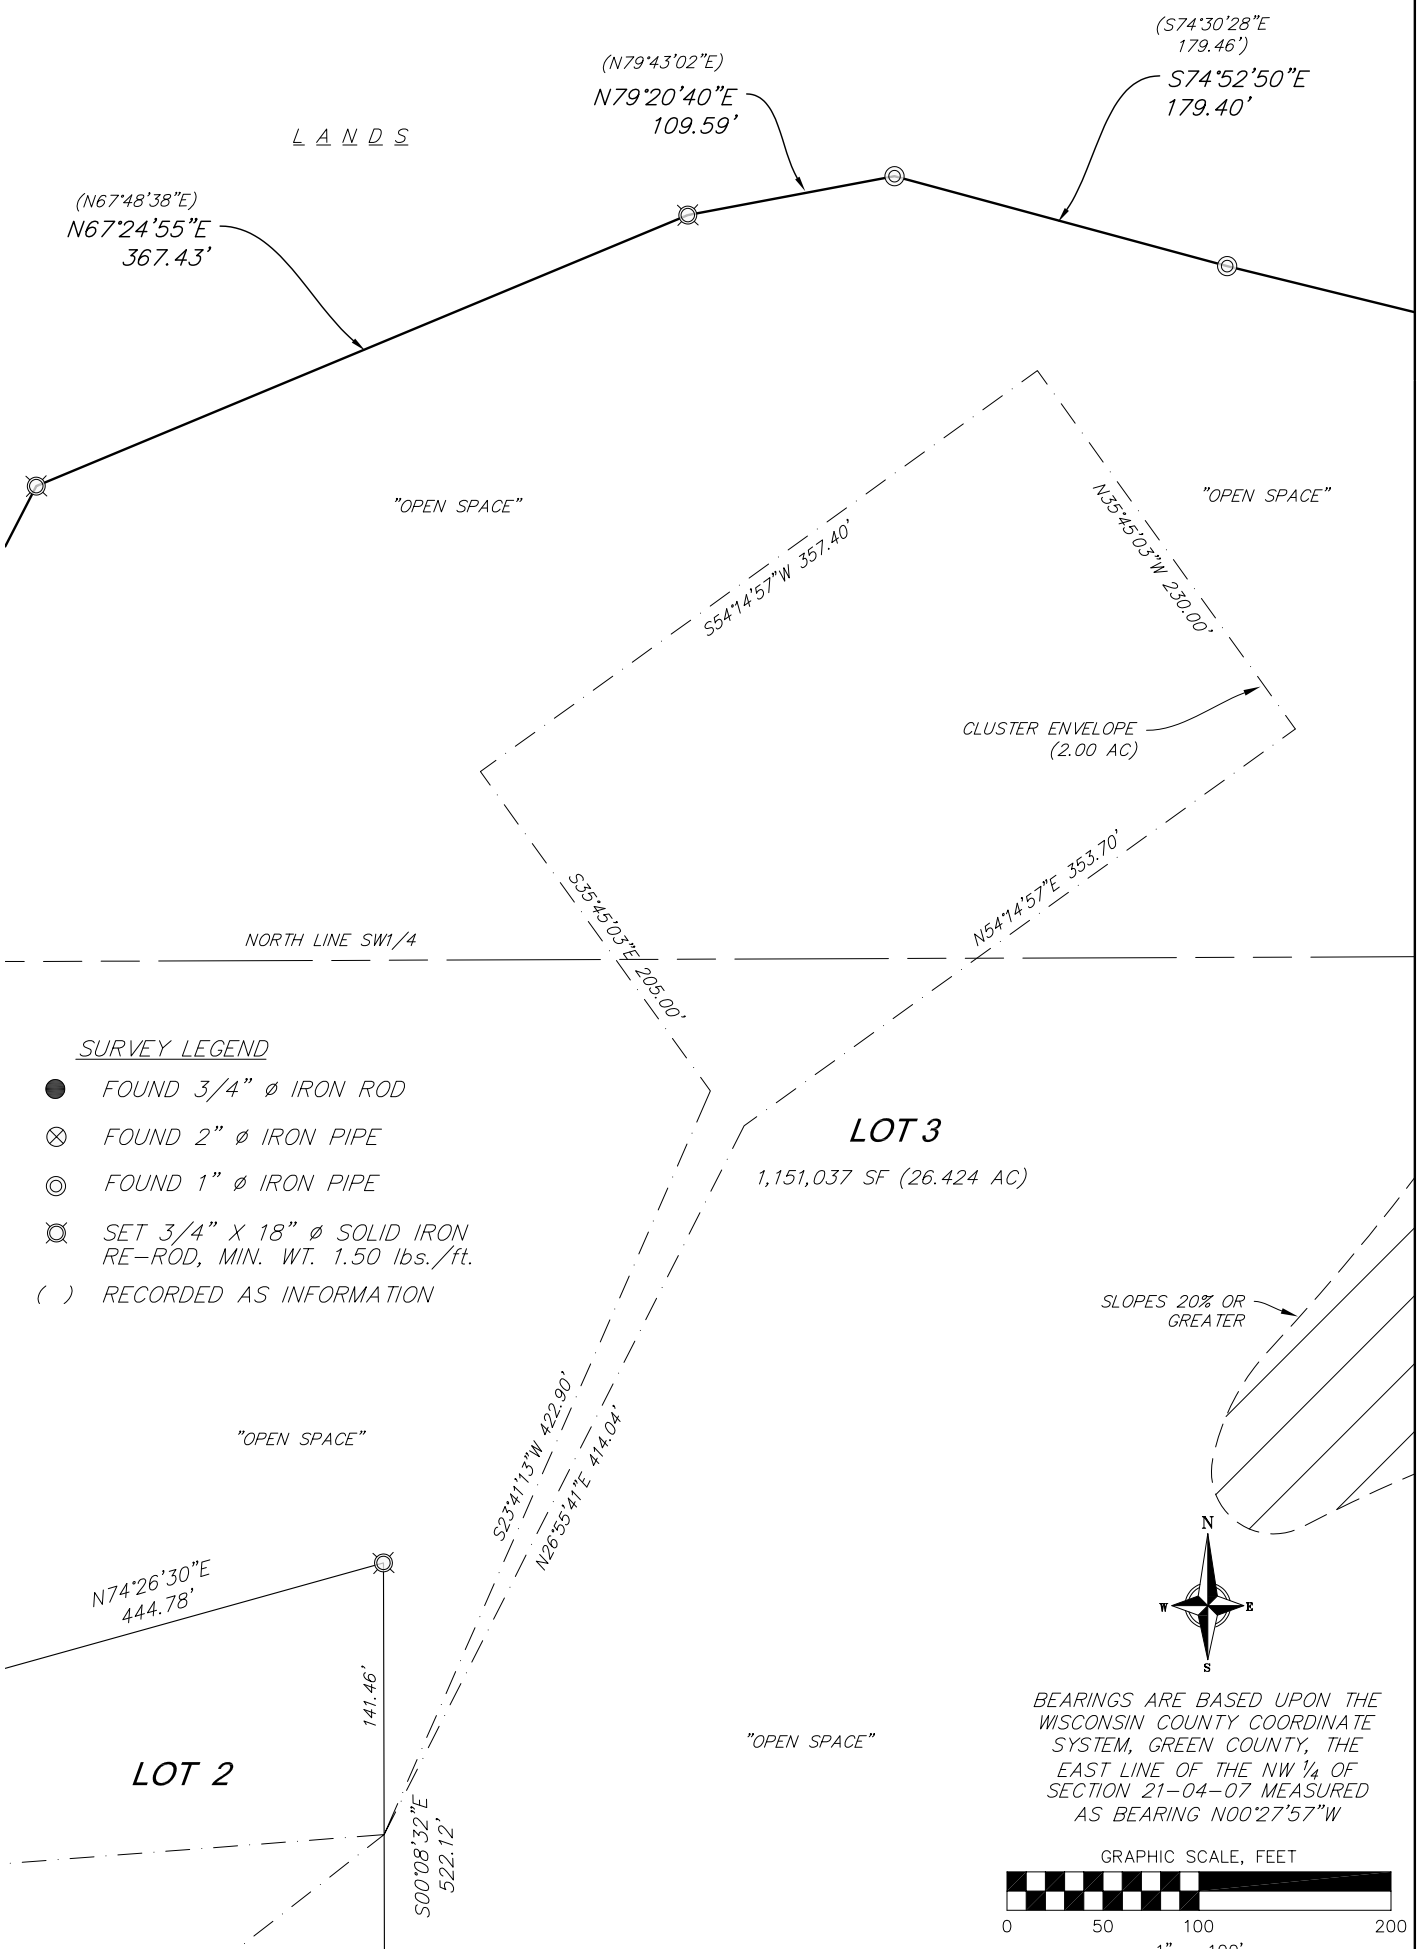 (S74°30'28"E
179.46')
S74°52'50"E
179.40'
(N79°43'02"E)
N79°20'40"E
109.59'
L A N D S
(N67°48'38"E)
N67°24'55"E
367.43'
"OPEN SPACE"
"OPEN SPACE"
S54°14'57"W 357.40'
N35°45'03"W 230.00'
CLUSTER ENVELOPE
(2.00 AC)
S35°45'03"E 205.00'
N54°14'57"E 353.70'
NORTH LINE SW1/4
SURVEY LEGEND
FOUND 3/4" ø IRON ROD
FOUND 2" ø IRON PIPE
FOUND 1" ø IRON PIPE
SET 3/4" X 18" ø SOLID IRON
RE-ROD, MIN. WT. 1.50 lbs./ft.
( ) RECORDED AS INFORMATION
LOT 3
1,151,037 SF (26.424 AC)
SLOPES 20% OR
GREATER
"OPEN SPACE"
S23°41'13"W 422.90'
N26°55'41"E 414.04'
N74°26'30"E
444.78'
141.46'
LOT 2
S00°08'32"E
522.12'
"OPEN SPACE"
N
W E
S
BEARINGS ARE BASED UPON THE
WISCONSIN COUNTY COORDINATE
SYSTEM, GREEN COUNTY, THE
EAST LINE OF THE NW 1/4 OF
SECTION 21-04-07 MEASURED
AS BEARING N00°27'57"W
GRAPHIC SCALE, FEET
0 50 100 200